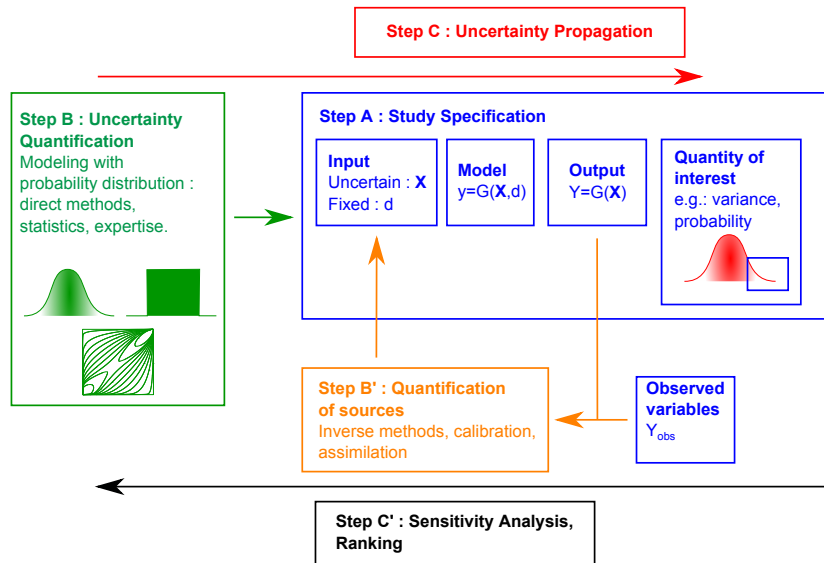 Step C : Uncertainty Propagation
Step B : Uncertainty
Quantification
Modeling with
probability distribution :
direct methods,
statistics, expertise.
Step A : Study Specification
Input
Uncertain : X
Fixed : d
Model
y=G(X,d)
Output
Y=G(X)
Quantity of
interest
e.g.: variance,
probability
Step B' : Quantification
of sources
Inverse methods, calibration,
assimilation
Observed
variables
Yobs
Step C' : Sensitivity Analysis,
Ranking